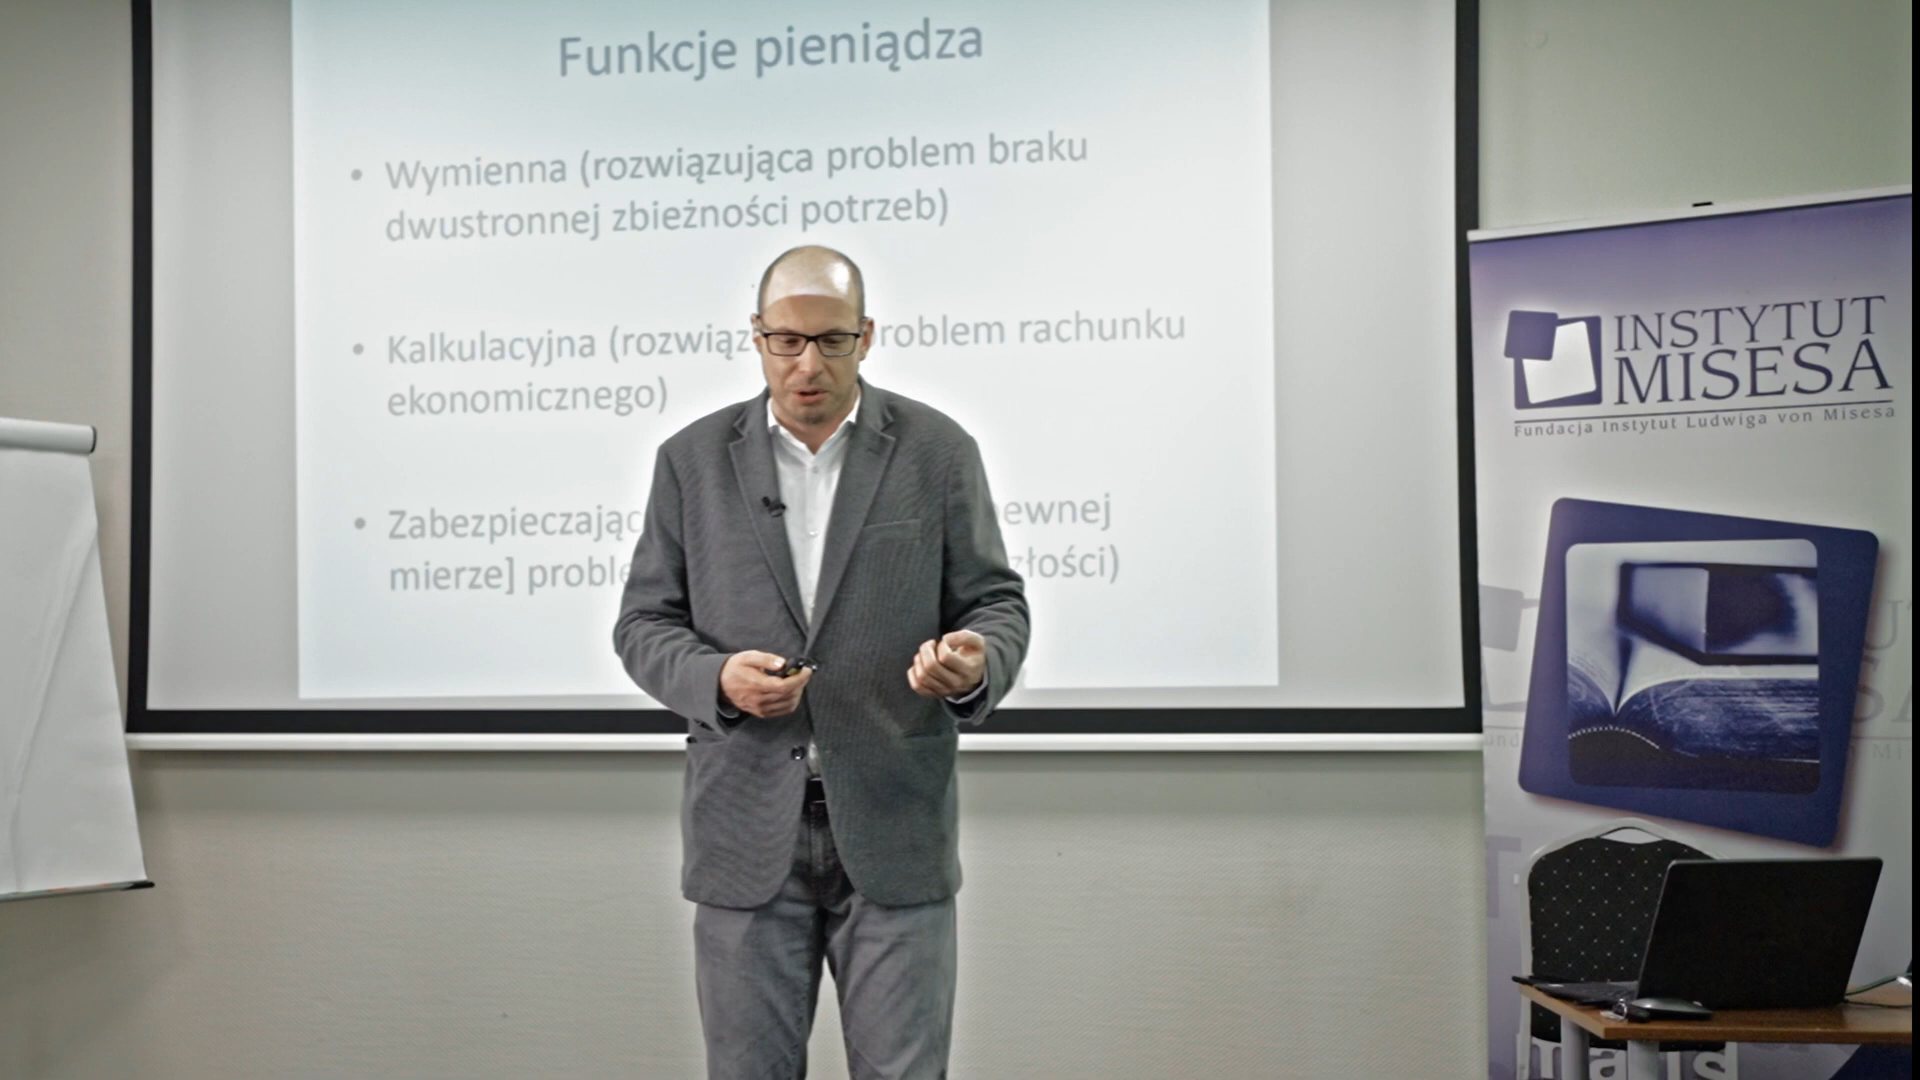 Funkcje pieniądza
• Wymienna (rozwiązująca problem braku
dwustronnej zbieżności potrzeb)
• Kalkulacyjna (rozwiąz roblem rachunku
ekonomicznego)
• Zabezpieczając ewnej
mierze] proble złości)
INSTYTUT
MISESA
Fundacja Instytut Ludwiga von Misesa